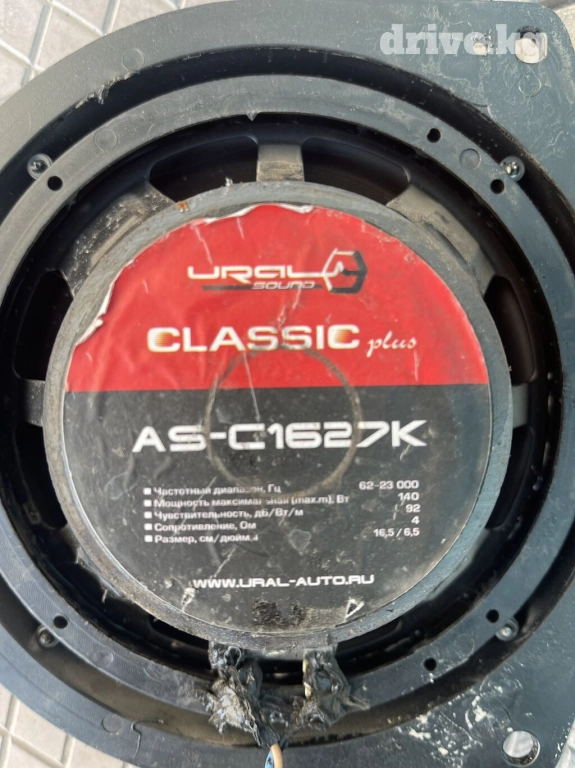 drive.kg
URAL
SOUND
CLASSIC plus
AS-C1627K
■ Частотный диапазон, Гц 62-23 000
■ Мощность максимальная (max.m), Вт 140
■ Чувствительность, дБ/Вт/м 92
■ Сопротивление, Ом 4
■ Размер, см/дюйм 16,5 / 6,5
WWW.URAL-AUTO.RU